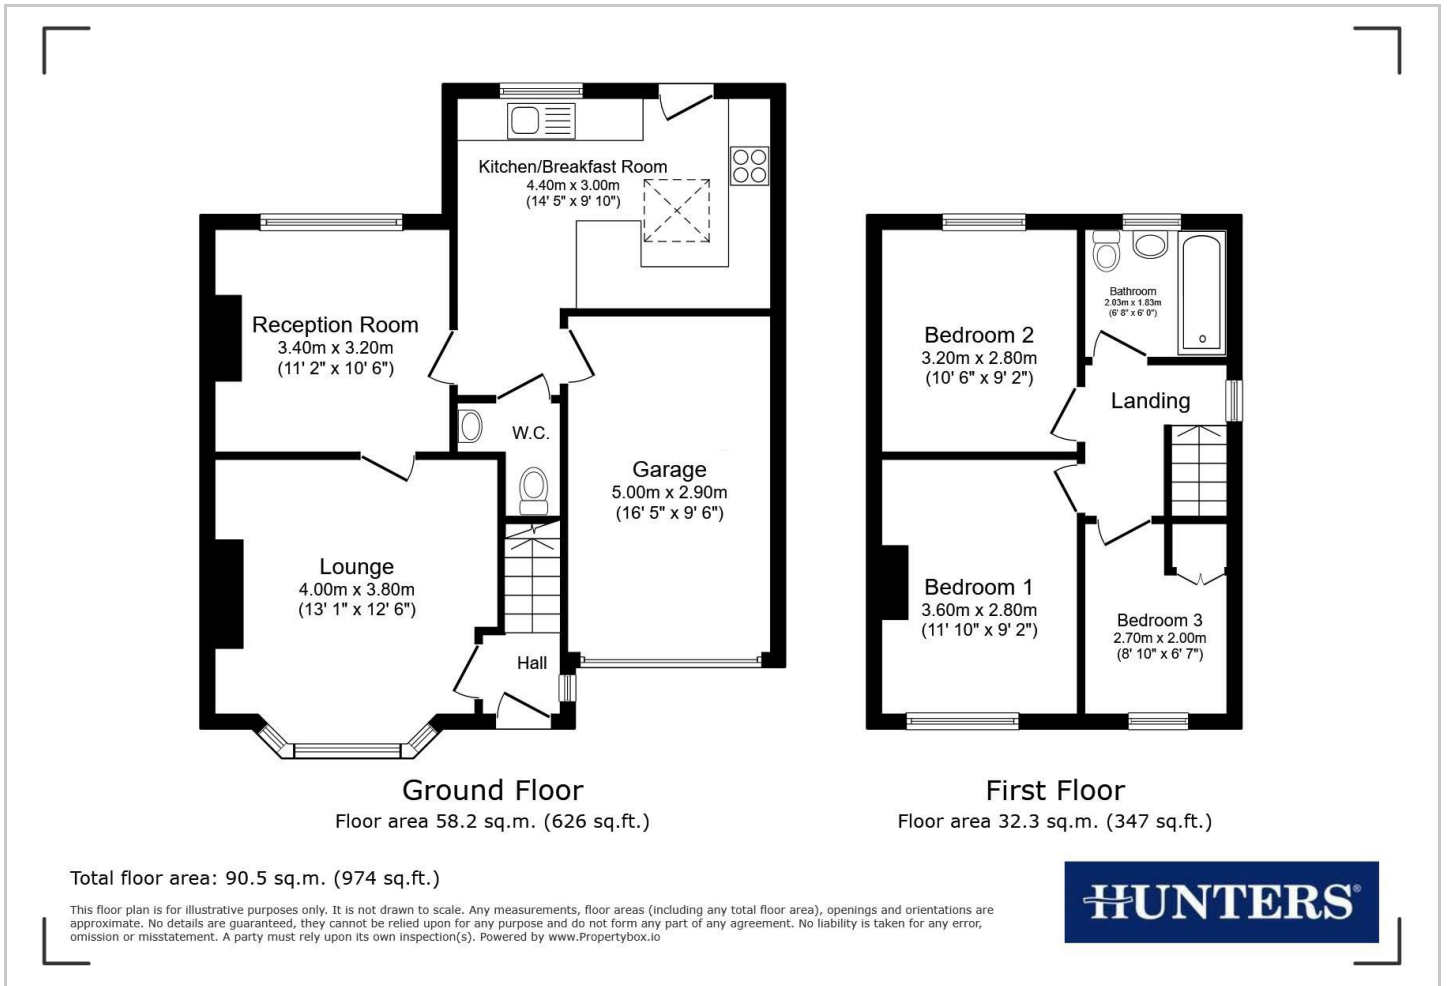 Kitchen/Breakfast Room
4.40m x 3.00m
(14' 5" x 9' 10")
Reception Room
3.40m x 3.20m
(11' 2" x 10' 6")
W.C.
Garage
5.00m x 2.90m
(16' 5" x 9' 6")
Lounge
4.00m x 3.80m
(13' 1" x 12' 6")
Hall
Ground Floor
Floor area 58.2 sq.m. (626 sq.ft.)
Bathroom
2.03m x 1.83m
(6' 8" x 6' 0")
Bedroom 2
3.20m x 2.80m
(10' 6" x 9' 2")
Landing
Bedroom 1
3.60m x 2.80m
(11' 10" x 9' 2")
Bedroom 3
2.70m x 2.00m
(8' 10" x 6' 7")
First Floor
Floor area 32.3 sq.m. (347 sq.ft.)
Total floor area: 90.5 sq.m. (974 sq.ft.)
This floor plan is for illustrative purposes only. It is not drawn to scale. Any measurements, floor areas (including any total floor area), openings and orientations are
approximate. No details are guaranteed, they cannot be relied upon for any purpose and do not form any part of any agreement. No liability is taken for any error,
omission or misstatement. A party must rely upon its own inspection(s). Powered by www.Propertybox.io
HUNTERS®